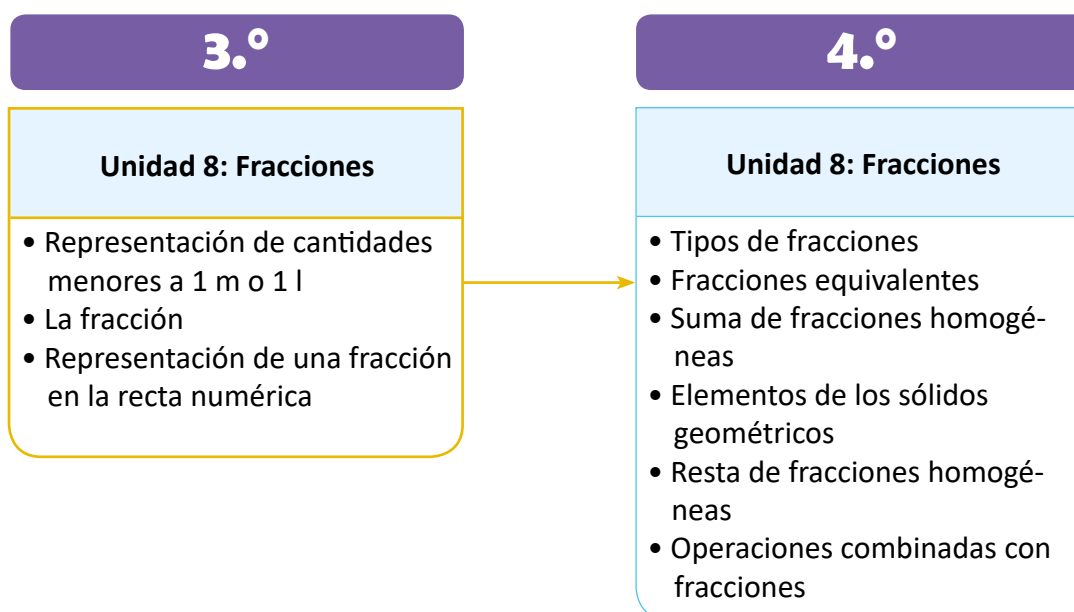 3.º
Unidad 8: Fracciones
• Representación de cantidades
menores a 1 m o 1 l
• La fracción
• Representación de una fracción
en la recta numérica
4.º
Unidad 8: Fracciones
• Tipos de fracciones
• Fracciones equivalentes
• Suma de fracciones homogé-
neas
• Elementos de los sólidos
geométricos
• Resta de fracciones homogé-
neas
• Operaciones combinadas con
fracciones